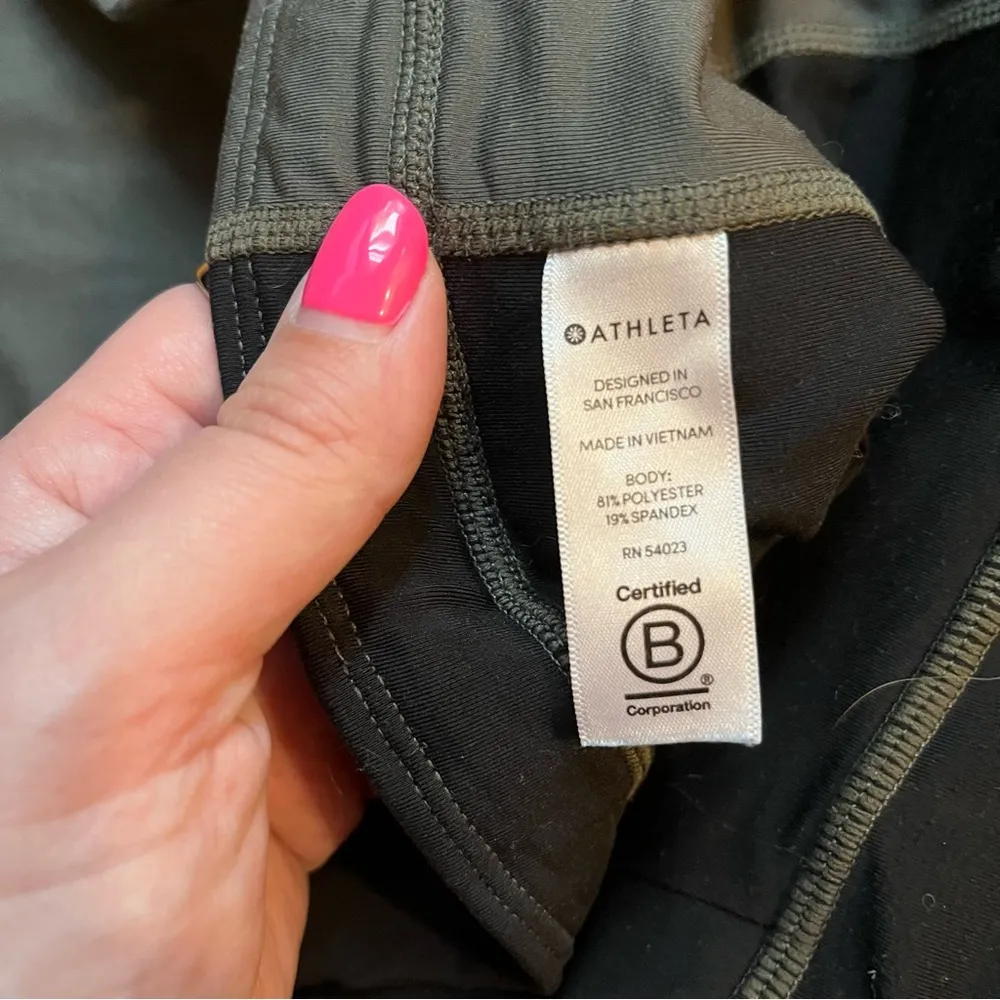 ATHLETA
DESIGNED IN
SAN FRANCISCO
MADE IN VIETNAM
BODY:
81% POLYESTER
19% SPANDEX
RN 54023
Certified
B
®
Corporation